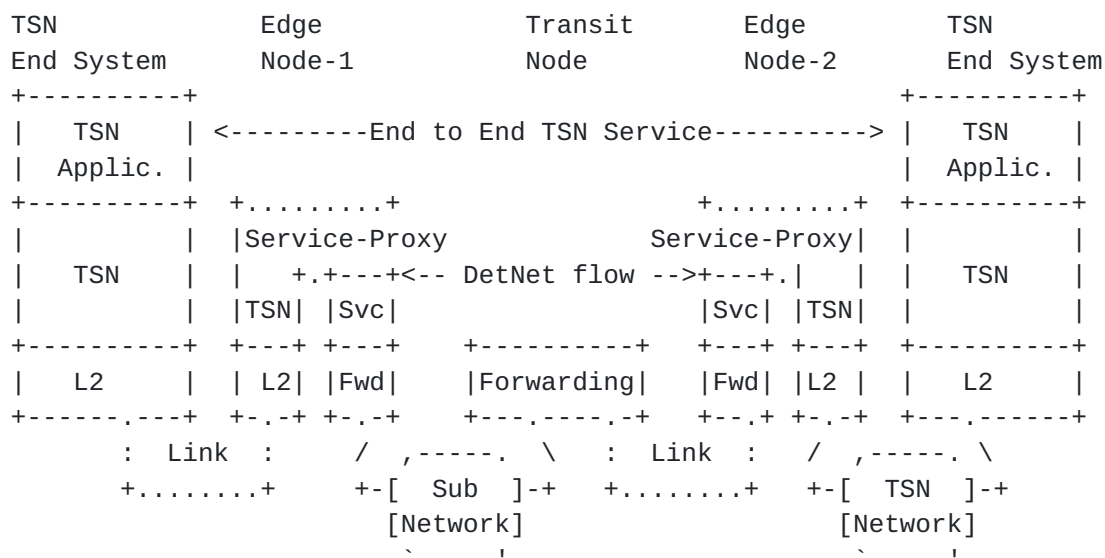 TSN               Edge                Transit        Edge         TSN
End System      Node-1             Node           Node-2      End System
+----------+                                             +----------+
|   TSN    | <---------End to End TSN Service----------> |   TSN    |
|  Applic. |                                             |  Applic. |
+----------+  +.........+                   +.........+  +----------+
|          |  |Service-Proxy             Service-Proxy|  |          |
|   TSN    |  |   +.+---+<-- DetNet flow -->+---+.|   |  |   TSN    |
|          |  |TSN| |Svc|                   |Svc| |TSN|  |          |
+----------+  +---+ +---+    +----------+   +---+ +---+  +----------+
|   L2     |  | L2| |Fwd|    |Forwarding|   |Fwd| |L2 |  |   L2     |
+------.---+  +-.-+ +-.-+    +---.----.-+   +--.+ +-.-+  +---.------+
       :  Link  :     /  ,-----.  \   :  Link  :   /  ,-----. \
       +........+     +-[  Sub  ]-+   +........+   +-[  TSN  ]-+
                        [Network]                    [Network]